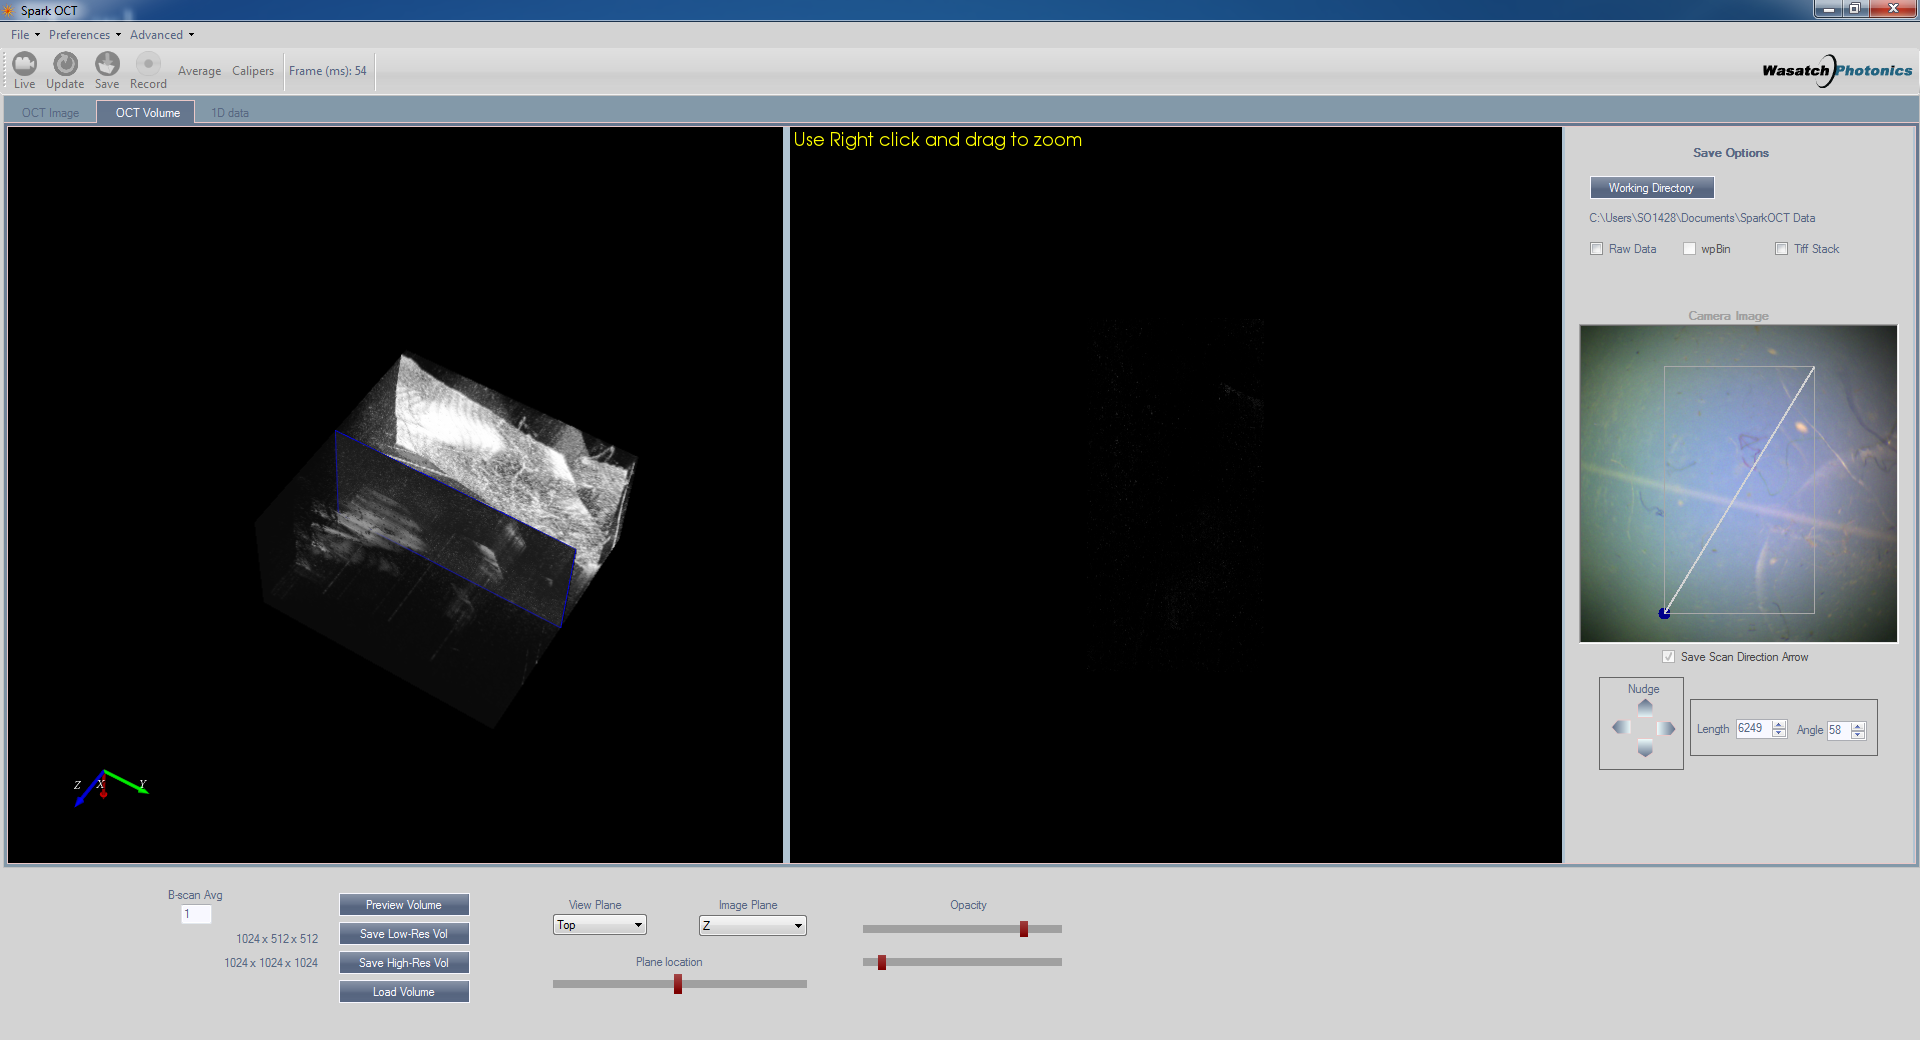 Spark OCT
File Preferences Advanced
Live Update Save Record Average Calipers Frame (ms): 54
Wasatch Photonics
OCT Image OCT Volume 1D data
Use Right click and drag to zoom
Save Options
Working Directory
C:\Users\SO1428\Documents\SparkOCT Data
Raw Data wpBin Tiff Stack
Camera Image
Save Scan Direction Arrow
Nudge
Length 6249 Angle 58
Z X Y
B-scan Avg
1
1024 x 512 x 512
1024 x 1024 x 1024
Preview Volume
Save Low-Res Vol
Save High-Res Vol
Load Volume
View Plane
Top
Image Plane
Z
Plane location
Opacity